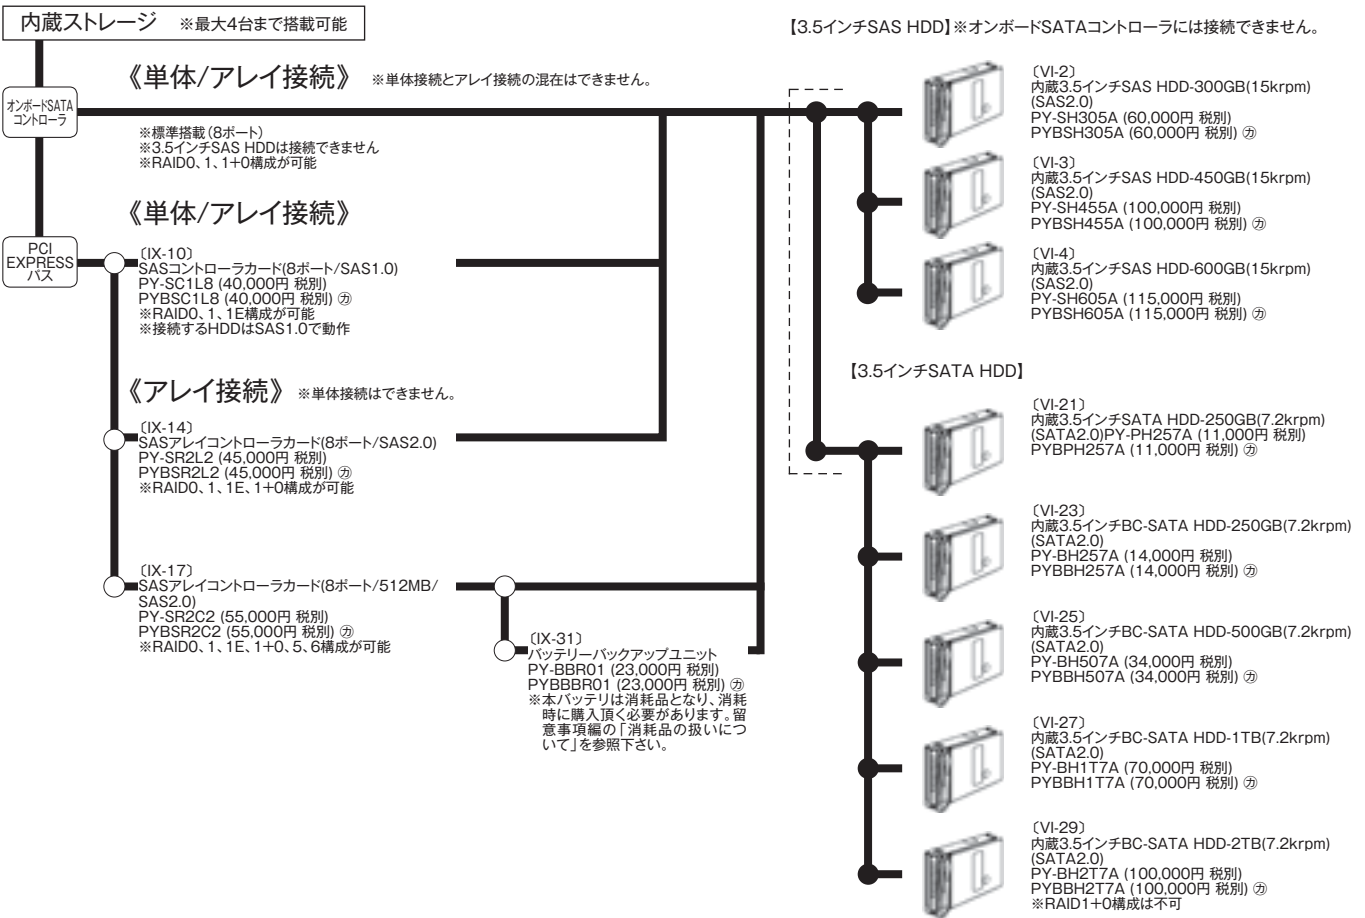 内蔵ストレージ ※最大4台まで搭載可能
《単体/アレイ接続》 ※単体接続とアレイ接続の混在はできません。
オンボードSATA
コントローラ
※標準搭載(8ポート)
※3.5インチSAS HDDは接続できません
※RAID0、1、1+0構成が可能
《単体/アレイ接続》
PCI
EXPRESS
バス
〔IX-10〕
SASコントローラカード(8ポート/SAS1.0)
PY-SC1L8 (40,000円 税別)
PYBSC1L8 (40,000円 税別) ㋕
※RAID0、1、1E構成が可能
※接続するHDDはSAS1.0で動作
《アレイ接続》 ※単体接続はできません。
〔IX-14〕
SASアレイコントローラカード(8ポート/SAS2.0)
PY-SR2L2 (45,000円 税別)
PYBSR2L2 (45,000円 税別) ㋕
※RAID0、1、1E、1+0構成が可能
〔IX-17〕
SASアレイコントローラカード(8ポート/512MB/
SAS2.0)
PY-SR2C2 (55,000円 税別)
PYBSR2C2 (55,000円 税別) ㋕
※RAID0、1、1E、1+0、5、6構成が可能
〔IX-31〕
バッテリーバックアップユニット
PY-BBR01 (23,000円 税別)
PYBBBR01 (23,000円 税別) ㋕
※本バッテリは消耗品となり、消耗
時に購入頂く必要があります。留
意事項編の「消耗品の扱いにつ
いて」を参照下さい。
【3.5インチSAS HDD】※オンボードSATAコントローラには接続できません。
〔VI-2〕
内蔵3.5インチSAS HDD-300GB(15krpm)
(SAS2.0)
PY-SH305A (60,000円 税別)
PYBSH305A (60,000円 税別) ㋕
〔VI-3〕
内蔵3.5インチSAS HDD-450GB(15krpm)
(SAS2.0)
PY-SH455A (100,000円 税別)
PYBSH455A (100,000円 税別) ㋕
〔VI-4〕
内蔵3.5インチSAS HDD-600GB(15krpm)
(SAS2.0)
PY-SH605A (115,000円 税別)
PYBSH605A (115,000円 税別) ㋕
【3.5インチSATA HDD】
〔VI-21〕
内蔵3.5インチSATA HDD-250GB(7.2krpm)
(SATA2.0)PY-PH257A (11,000円 税別)
PYBPH257A (11,000円 税別) ㋕
〔VI-23〕
内蔵3.5インチBC-SATA HDD-250GB(7.2krpm)
(SATA2.0)
PY-BH257A (14,000円 税別)
PYBBH257A (14,000円 税別) ㋕
〔VI-25〕
内蔵3.5インチBC-SATA HDD-500GB(7.2krpm)
(SATA2.0)
PY-BH507A (34,000円 税別)
PYBBH507A (34,000円 税別) ㋕
〔VI-27〕
内蔵3.5インチBC-SATA HDD-1TB(7.2krpm)
(SATA2.0)
PY-BH1T7A (70,000円 税別)
PYBBH1T7A (70,000円 税別) ㋕
〔VI-29〕
内蔵3.5インチBC-SATA HDD-2TB(7.2krpm)
(SATA2.0)
PY-BH2T7A (100,000円 税別)
PYBBH2T7A (100,000円 税別) ㋕
※RAID1+0構成は不可